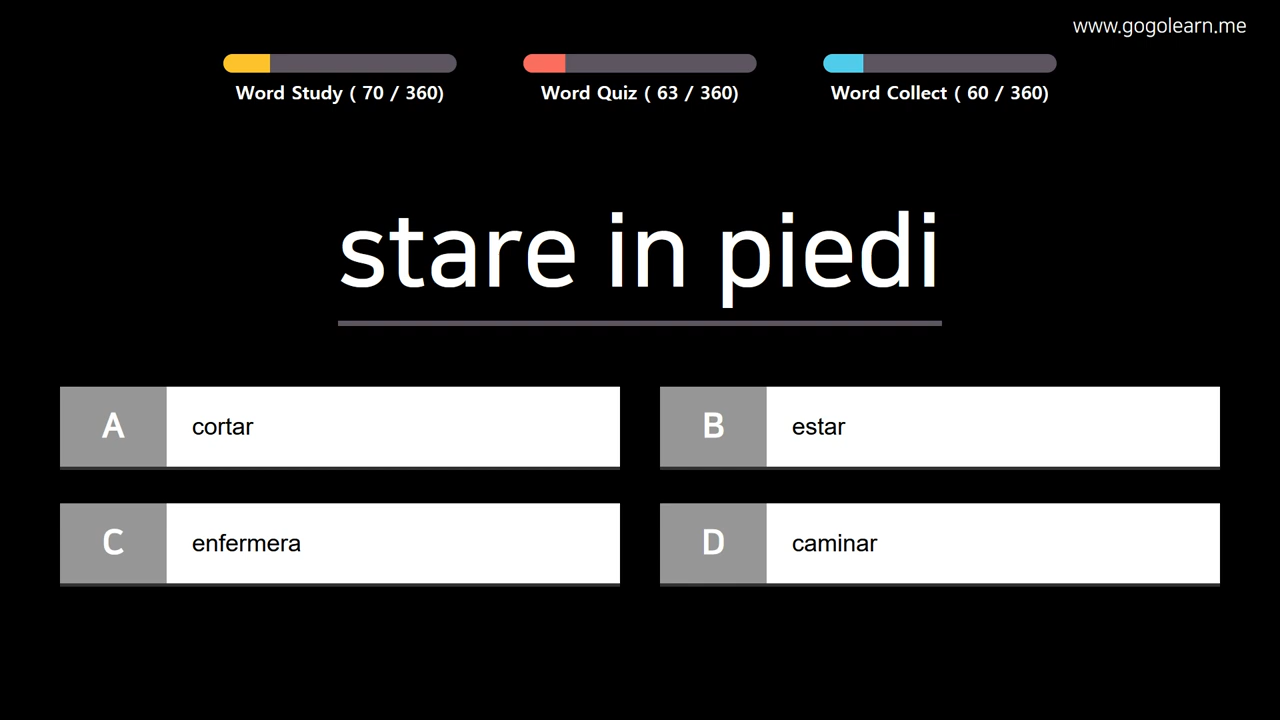 www.gogolearn.me
Word Study ( 70 / 360)
Word Quiz ( 63 / 360)
Word Collect ( 60 / 360)
stare in piedi
A cortar
B estar
C enfermera
D caminar